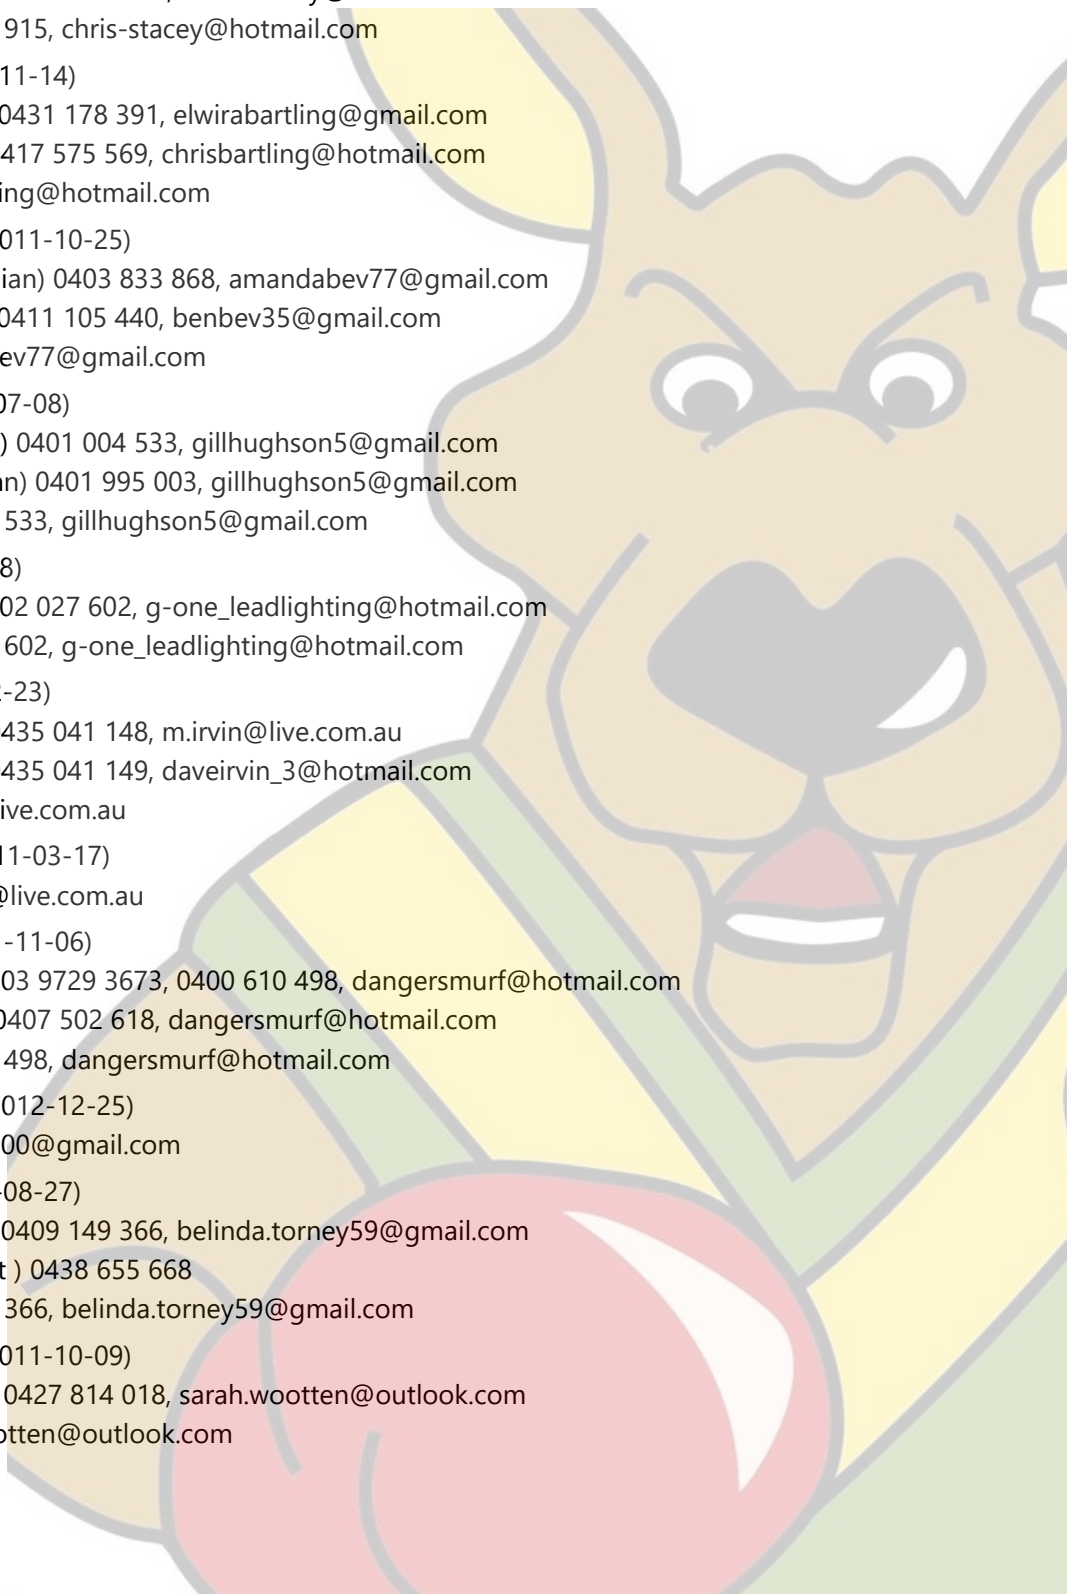 915, chris-stacey@hotmail.com
11-14)
0431 178 391, elwirabartling@gmail.com
417 575 569, chrisbartling@hotmail.com
ing@hotmail.com
011-10-25)
ian) 0403 833 868, amandabev77@gmail.com
0411 105 440, benbev35@gmail.com
ev77@gmail.com
07-08)
) 0401 004 533, gillhughson5@gmail.com
an) 0401 995 003, gillhughson5@gmail.com
533, gillhughson5@gmail.com
8)
02 027 602, g-one_leadlighting@hotmail.com
602, g-one_leadlighting@hotmail.com
-23)
435 041 148, m.irvin@live.com.au
435 041 149, daveirvin_3@hotmail.com
ive.com.au
11-03-17)
@live.com.au
-11-06)
03 9729 3673, 0400 610 498, dangersmurf@hotmail.com
0407 502 618, dangersmurf@hotmail.com
498, dangersmurf@hotmail.com
012-12-25)
00@gmail.com
-08-27)
0409 149 366, belinda.torney59@gmail.com
t ) 0438 655 668
366, belinda.torney59@gmail.com
011-10-09)
0427 814 018, sarah.wootten@outlook.com
otten@outlook.com